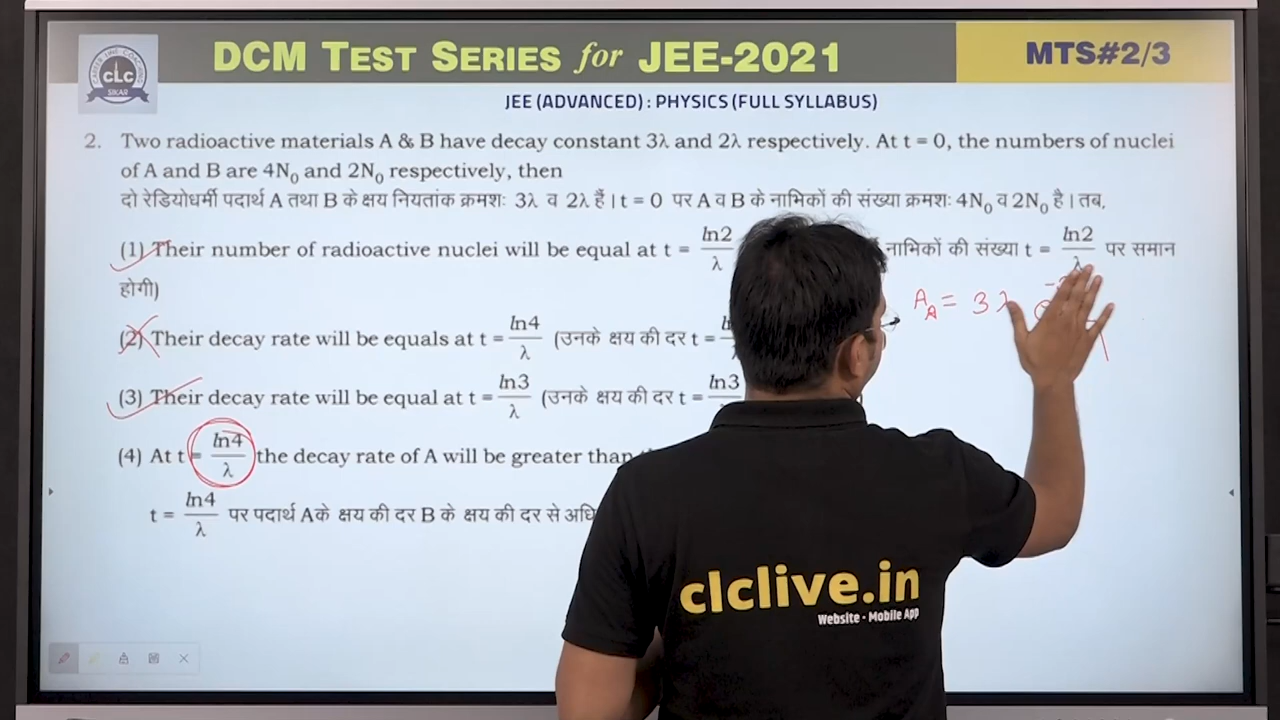 CAREER LINE COACHING
CLC
SIKAR
DCM TEST SERIES for JEE-2021
MTS#2/3
JEE (ADVANCED) : PHYSICS (FULL SYLLABUS)
2. Two radioactive materials A & B have decay constant 3λ and 2λ respectively. At t = 0, the numbers of nuclei
of A and B are 4N₀ and 2N₀ respectively, then
दो रेडियोधर्मी पदार्थ A तथा B के क्षय नियतांक क्रमशः 3λ व 2λ हैं। t = 0 पर A व B के नाभिकों की संख्या क्रमशः 4N₀ व 2N₀ है। तब,
(1) Their number of radioactive nuclei will be equal at t = ln2/λ नाभिकों की संख्या t = ln2/λ पर समान
होगी)
A_A = 3λ
(2) Their decay rate will be equals at t = ln4/λ (उनके क्षय की दर t =
(3) Their decay rate will be equal at t = ln3/λ (उनके क्षय की दर t = ln3
(4) At t = ln4/λ the decay rate of A will be greater than
t = ln4/λ पर पदार्थ A के क्षय की दर B के क्षय की दर से
clclive.in
Website - Mobile App